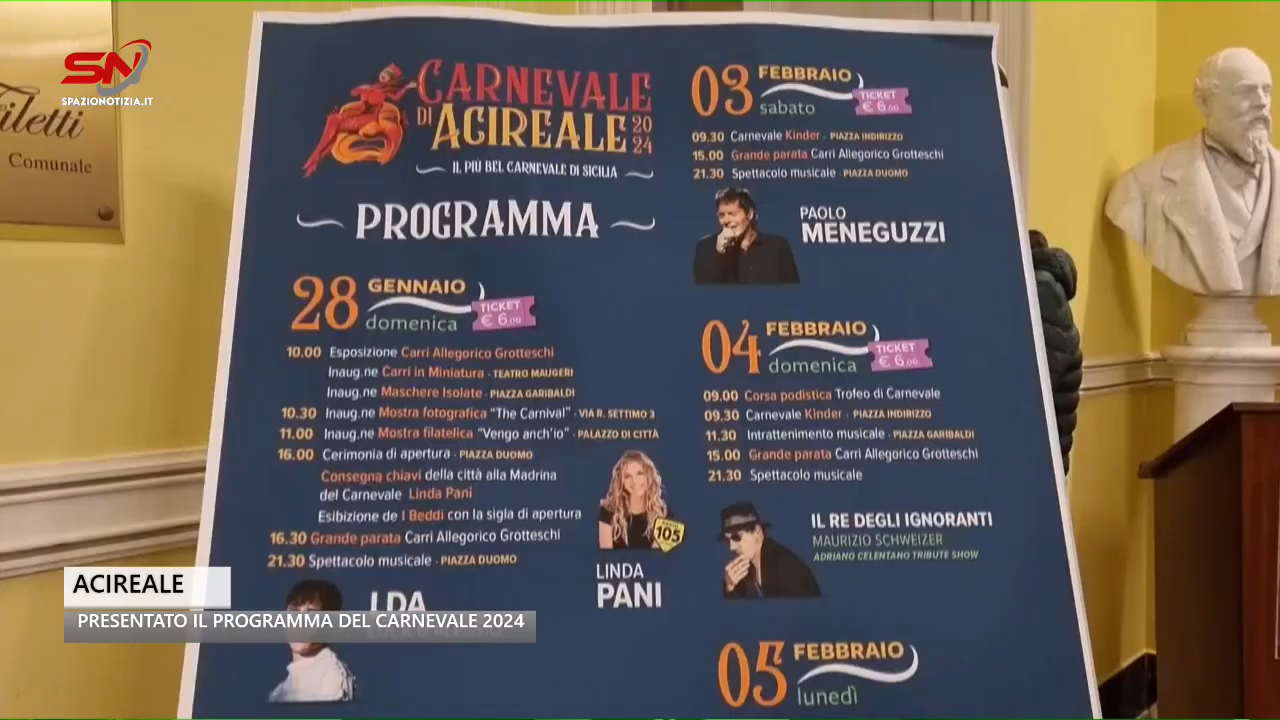 SN
SPAZIONOTIZIA.IT
iletti
Comunale
CARNEVALE
DI ACIREALE 2024
IL PIÙ BEL CARNEVALE DI SICILIA
PROGRAMMA
28 GENNAIO
domenica
TICKET
€ 6.00
10.00 Esposizione Carri Allegorico Grotteschi
Inaug.ne Carri in Miniatura - TEATRO MAUGERI
Inaug.ne Maschere Isolate - PIAZZA GARIBALDI
10.30 Inaug.ne Mostra fotografica "The Carnival" - VIA R. SETTIMO 3
11.00 Inaug.ne Mostra filatelica "Vengo anch'io" - PALAZZO DI CITTÀ
16.00 Cerimonia di apertura - PIAZZA DUOMO
Consegna chiavi della città alla Madrina
del Carnevale Linda Pani
Esibizione de I Beddi con la sigla di apertura
16.30 Grande parata Carri Allegorico Grotteschi
21.30 Spettacolo musicale - PIAZZA DUOMO
105
LINDA
PANI
LDA
03 FEBBRAIO
sabato
TICKET
€ 6.00
09.30 Carnevale Kinder - PIAZZA INDIRIZZO
15.00 Grande parata Carri Allegorico Grotteschi
21.30 Spettacolo musicale - PIAZZA DUOMO
PAOLO
MENEGUZZI
04 FEBBRAIO
domenica
TICKET
€ 6.00
09.00 Corsa podistica Trofeo di Carnevale
09.30 Carnevale Kinder - PIAZZA INDIRIZZO
11.30 Intrattenimento musicale - PIAZZA GARIBALDI
15.00 Grande parata Carri Allegorico Grotteschi
21.30 Spettacolo musicale
IL RE DEGLI IGNORANTI
MAURIZIO SCHWEIZER
ADRIANO CELENTANO TRIBUTE SHOW
05 FEBBRAIO
lunedì
ACIREALE
PRESENTATO IL PROGRAMMA DEL CARNEVALE 2024